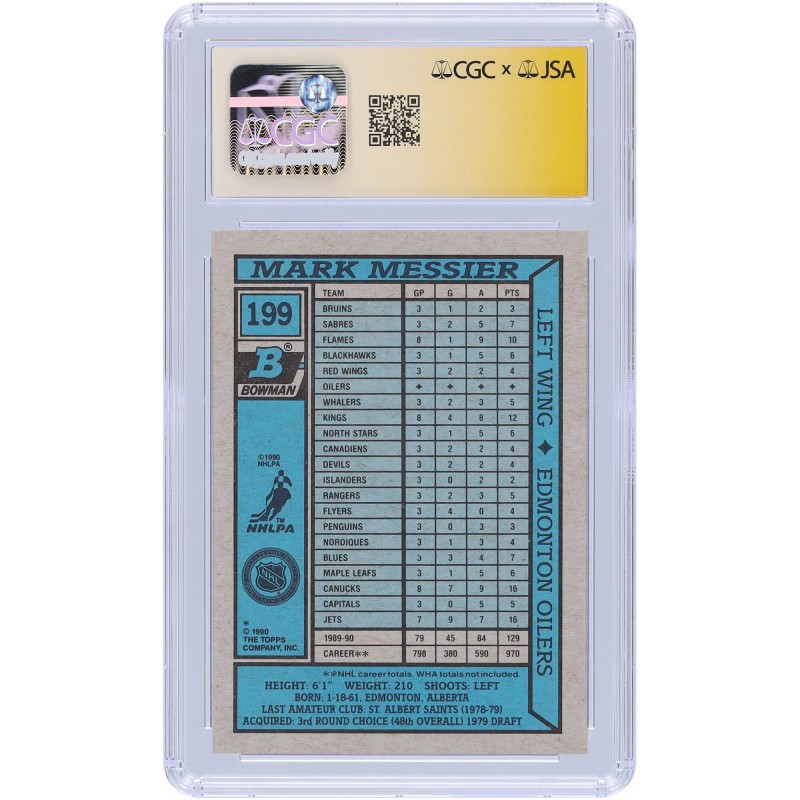 CGC
CGC x JSA
MARK MESSIER
199
B®
BOWMAN
©1990
NHLPA
TM
NHLPA
NHL
*
© 1990
THE TOPPS
COMPANY, INC.
TEAM GP G A PTS
BRUINS 3 1 2 3
SABRES 3 2 5 7
FLAMES 8 1 9 10
BLACKHAWKS 3 1 5 6
RED WINGS 3 2 2 4
OILERS ✦ ✦ ✦ ✦
WHALERS 3 2 3 5
KINGS 8 4 8 12
NORTH STARS 3 1 5 6
CANADIENS 3 2 2 4
DEVILS 3 2 2 4
ISLANDERS 3 0 2 2
RANGERS 3 2 3 5
FLYERS 3 4 0 4
PENGUINS 3 0 3 3
NORDIQUES 3 1 3 4
BLUES 3 3 4 7
MAPLE LEAFS 3 1 5 6
CANUCKS 8 7 9 16
CAPITALS 3 0 5 5
JETS 7 9 7 16
1989-90 79 45 84 129
CAREER** 798 380 590 970
LEFT WING ✦ EDMONTON OILERS
**NHL career totals. WHA totals not included.
HEIGHT: 6'1" WEIGHT: 210 SHOOTS: LEFT
BORN: 1-18-61, EDMONTON, ALBERTA
LAST AMATEUR CLUB: ST. ALBERT SAINTS (1978-79)
ACQUIRED: 3rd ROUND CHOICE (48th OVERALL) 1979 DRAFT